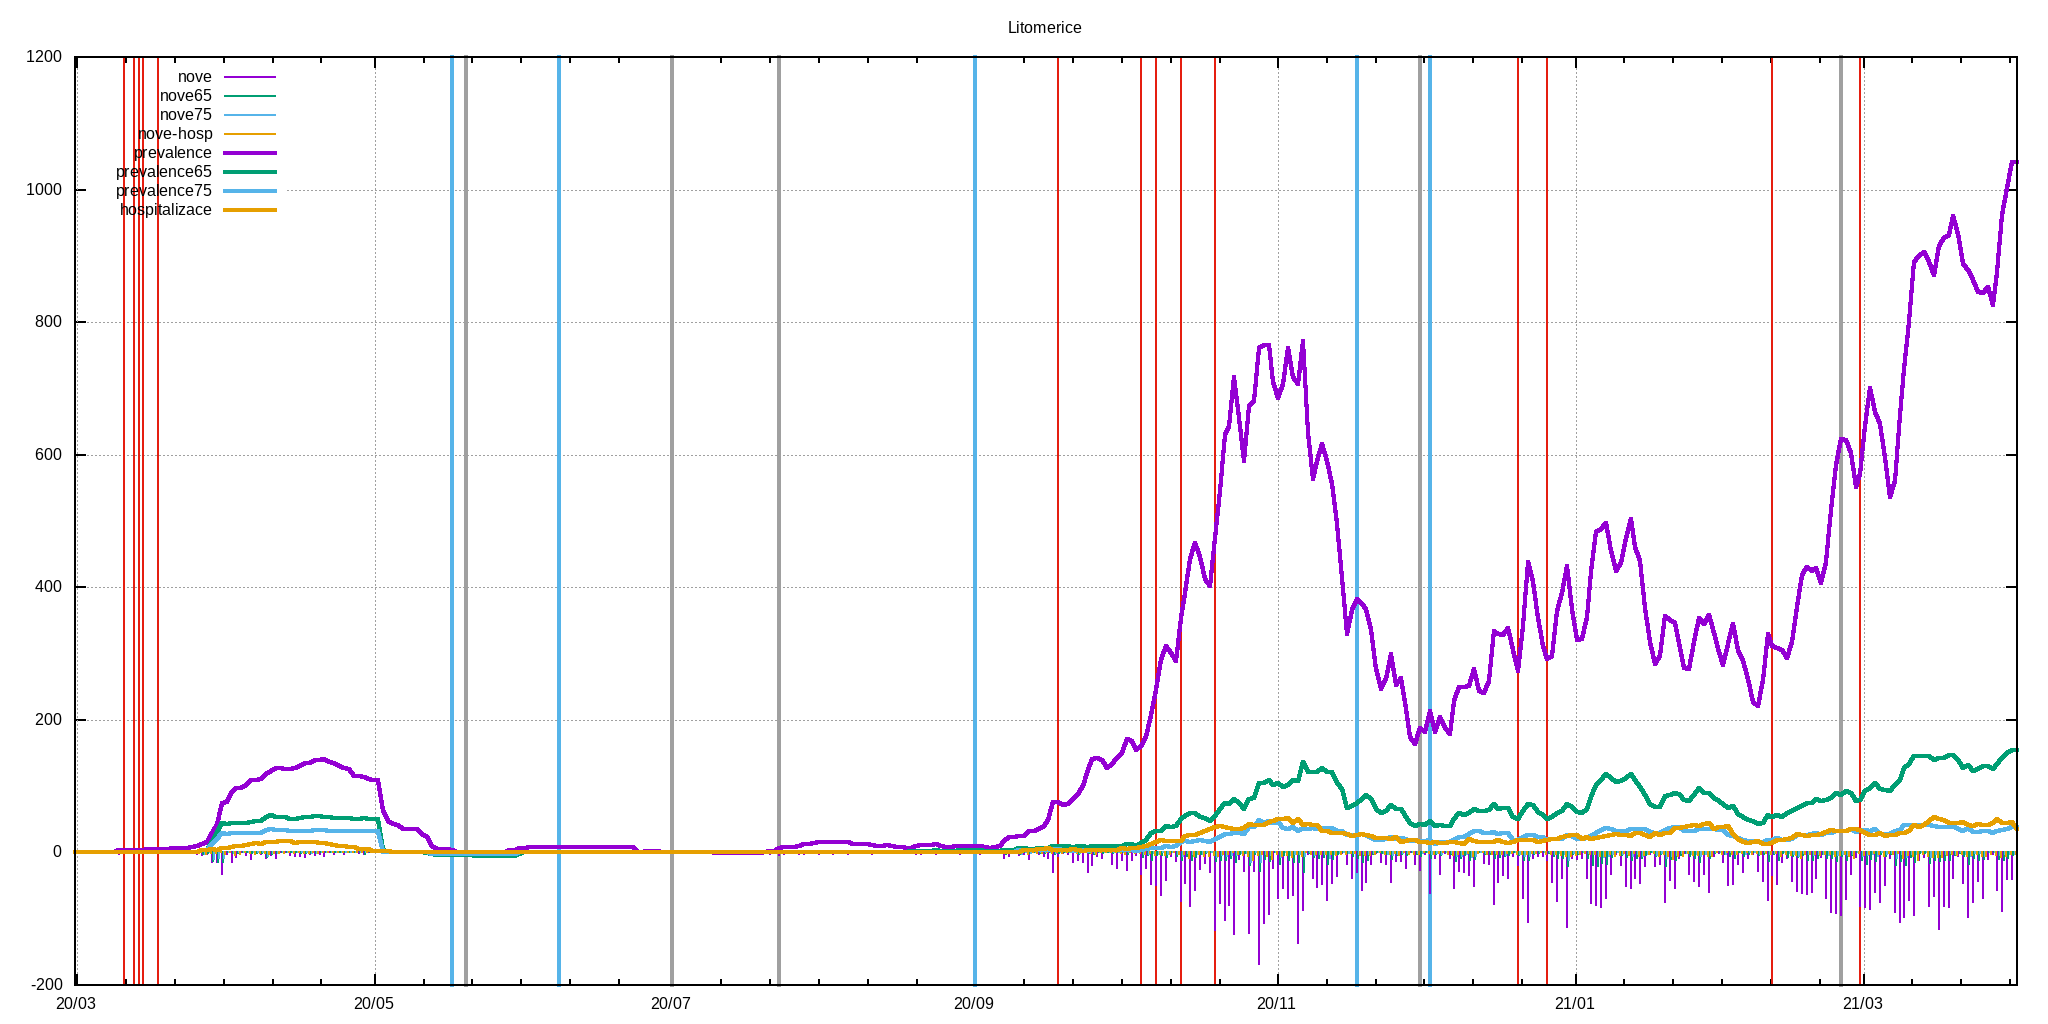 Litomerice
1200
1000
800
600
400
200
0
-200
nove
nove65
nove75
nove-hosp
prevalence
prevalence65
prevalence75
hospitalizace
20/03 20/05 20/07 20/09 20/11 21/01 21/03